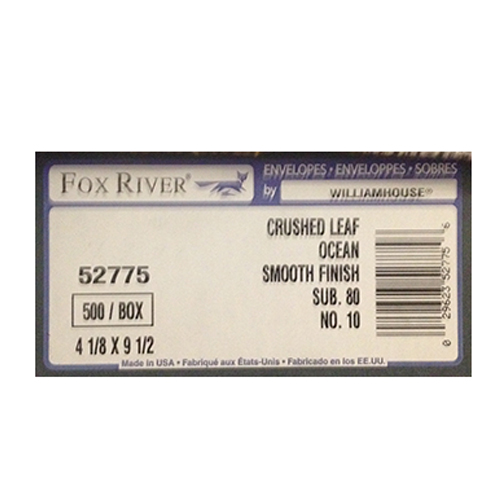 FOX RIVER®
ENVELOPES • ENVELOPPES • SOBRES
by WILLIAMHOUSE®
CRUSHED LEAF
OCEAN
52775 SMOOTH FINISH
500 / BOX SUB. 80
NO. 10
4 1/8 X 9 1/2
0 29623 52775 6
Made in USA • Fabriqué aux États-Unis • Fabricado en los EE.UU.